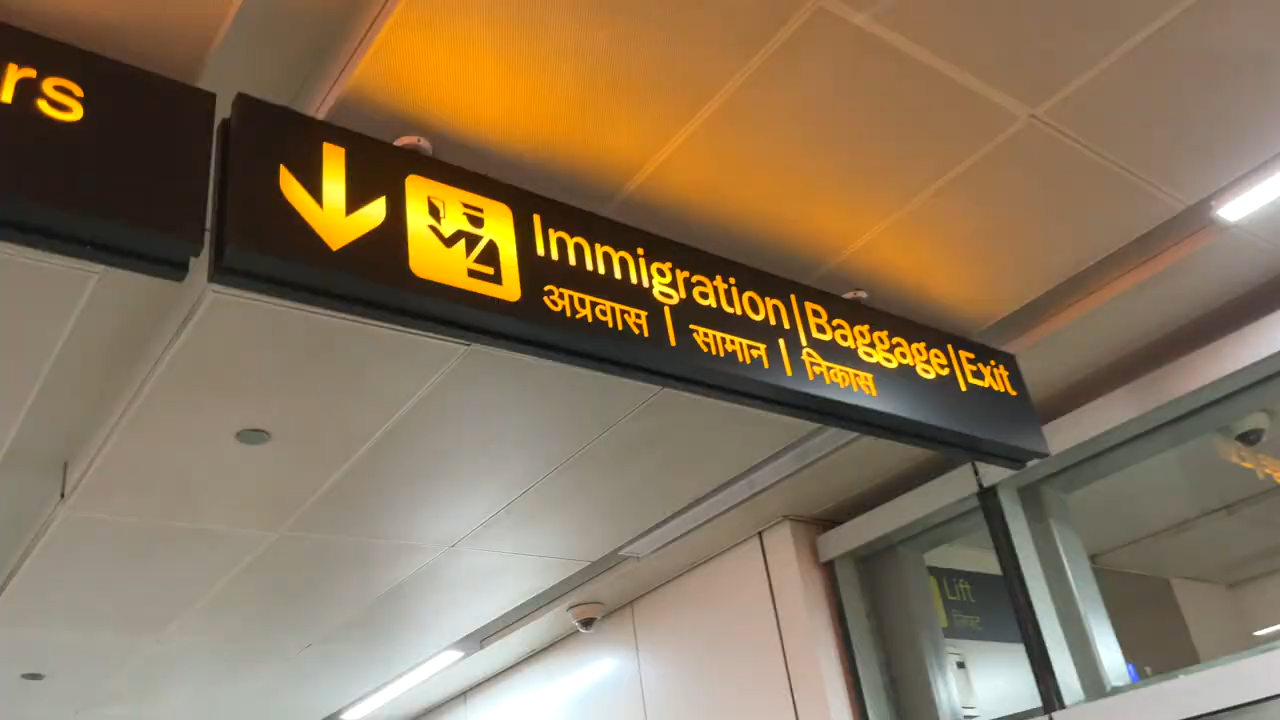 rs
Immigration|Baggage|Exit
अप्रवास | सामान | निकास
Lift
लिफ्ट